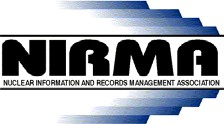 NIRMA
NUCLEAR INFORMATION AND RECORDS MANAGEMENT ASSOCIATION